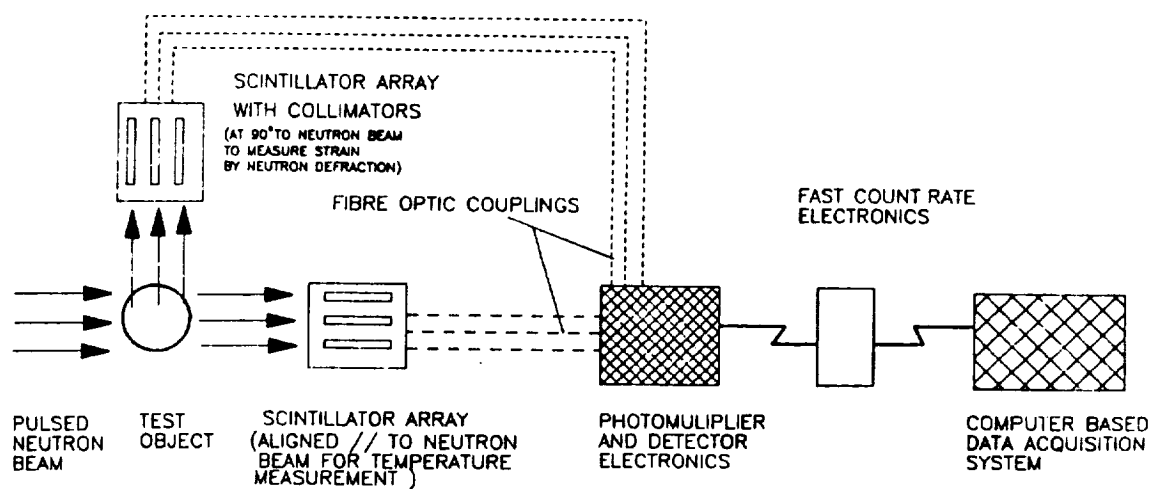 SCINTILLATOR ARRAY
WITH COLLIMATORS
(AT 90° TO NEUTRON BEAM
TO MEASURE STRAIN
BY NEUTRON DEFRACTION)
FIBRE OPTIC COUPLINGS
FAST COUNT RATE
ELECTRONICS
PULSED
NEUTRON
BEAM
TEST
OBJECT
SCINTILLATOR ARRAY
(ALIGNED // TO NEUTRON
BEAM FOR TEMPERATURE
MEASUREMENT )
PHOTOMULIPLIER
AND DETECTOR
ELECTRONICS
COMPUTER BASED
DATA ACQUISITION
SYSTEM